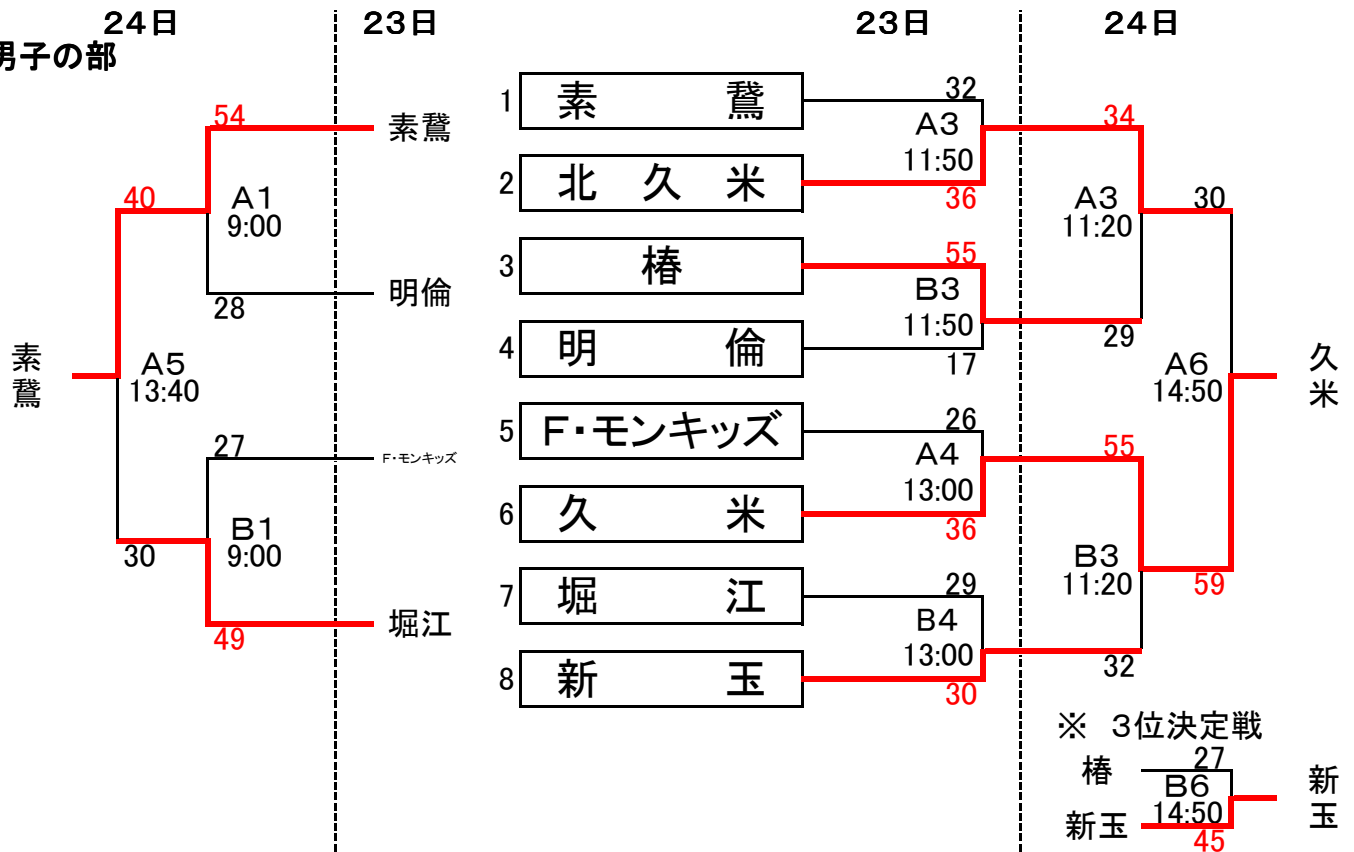 24日 23日 23日 24日
男子の部
54 素鵞
40 A1
9:00
28 明倫
素鵞
A5
13:40
27 F・モンキッズ
30 B1
9:00
49 堀江
1 素鵞 32
A3
11:50
2 北久米 36
3 椿 55
B3
11:50
4 明倫 17
5 F・モンキッズ 26
A4
13:00
6 久米 36
7 堀江 29
B4
13:00
8 新玉 30
34
A3
11:20
29
30
A6
14:50
久米
55
B3
11:20
59
32
※ 3位決定戦
椿 27
B6
14:50
新玉 45
新玉